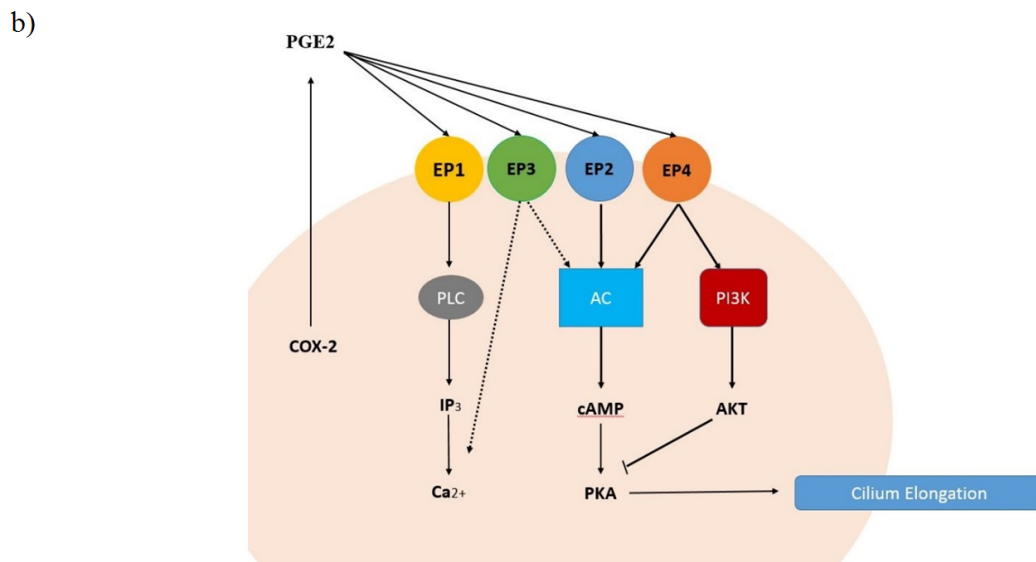 b)
PGE2
EP1
EP3
EP2
EP4
PLC
AC
PI3K
COX-2
IP3
cAMP
AKT
Ca2+
PKA
Cilium Elongation